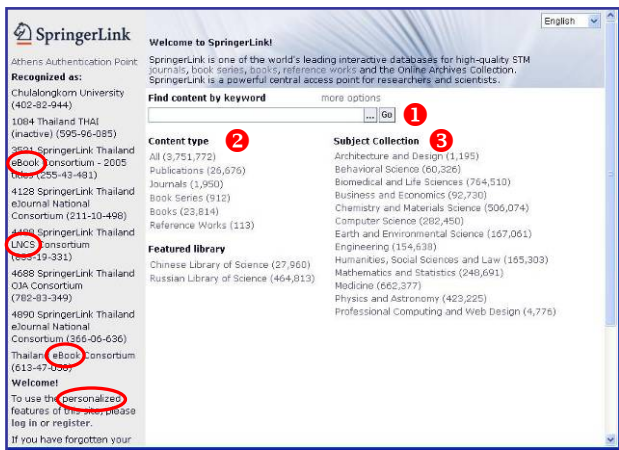 SpringerLink
Athens Authentication Point
Recognized as:
Chulalongkorn University
(402-82-944)
1084 Thailand THAI
(inactive) (595-96-085)
3591 SpringerLink Thailand
eBook Consortium - 2005
(255-43-481)
4128 SpringerLink Thailand
eJournal National
Consortium (211-10-498)
SpringerLink Thailand
LNCS Consortium
4688 SpringerLink Thailand
OJA Consortium
(782-83-349)
4890 SpringerLink Thailand
eJournal National
Consortium (366-06-636)
Thailand eBook Consortium
Welcome!
To use the personalized
features of this site, please
log in or register.
If you have forgotten your
English
Welcome to SpringerLink!
SpringerLink is one of the world's leading interactive databases for high-quality STM
journals, book series, books, reference works and the Online Archives Collection.
SpringerLink is a powerful central access point for researchers and scientists.
Find content by keyword more options
... Go 1
Content type 2
All (3,751,772)
Publications (26,676)
Journals (1,950)
Book Series (912)
Books (23,814)
Reference Works (113)
Featured library
Chinese Library of Science (27,960)
Russian Library of Science (464,813)
Subject Collection 3
Architecture and Design (1,195)
Behavioral Science (60,326)
Biomedical and Life Sciences (764,510)
Business and Economics (92,730)
Chemistry and Materials Science (506,074)
Computer Science (282,450)
Earth and Environmental Science (167,061)
Engineering (154,638)
Humanities, Social Sciences and Law (165,303)
Mathematics and Statistics (248,691)
Medicine (662,377)
Physics and Astronomy (423,225)
Professional Computing and Web Design (4,776)